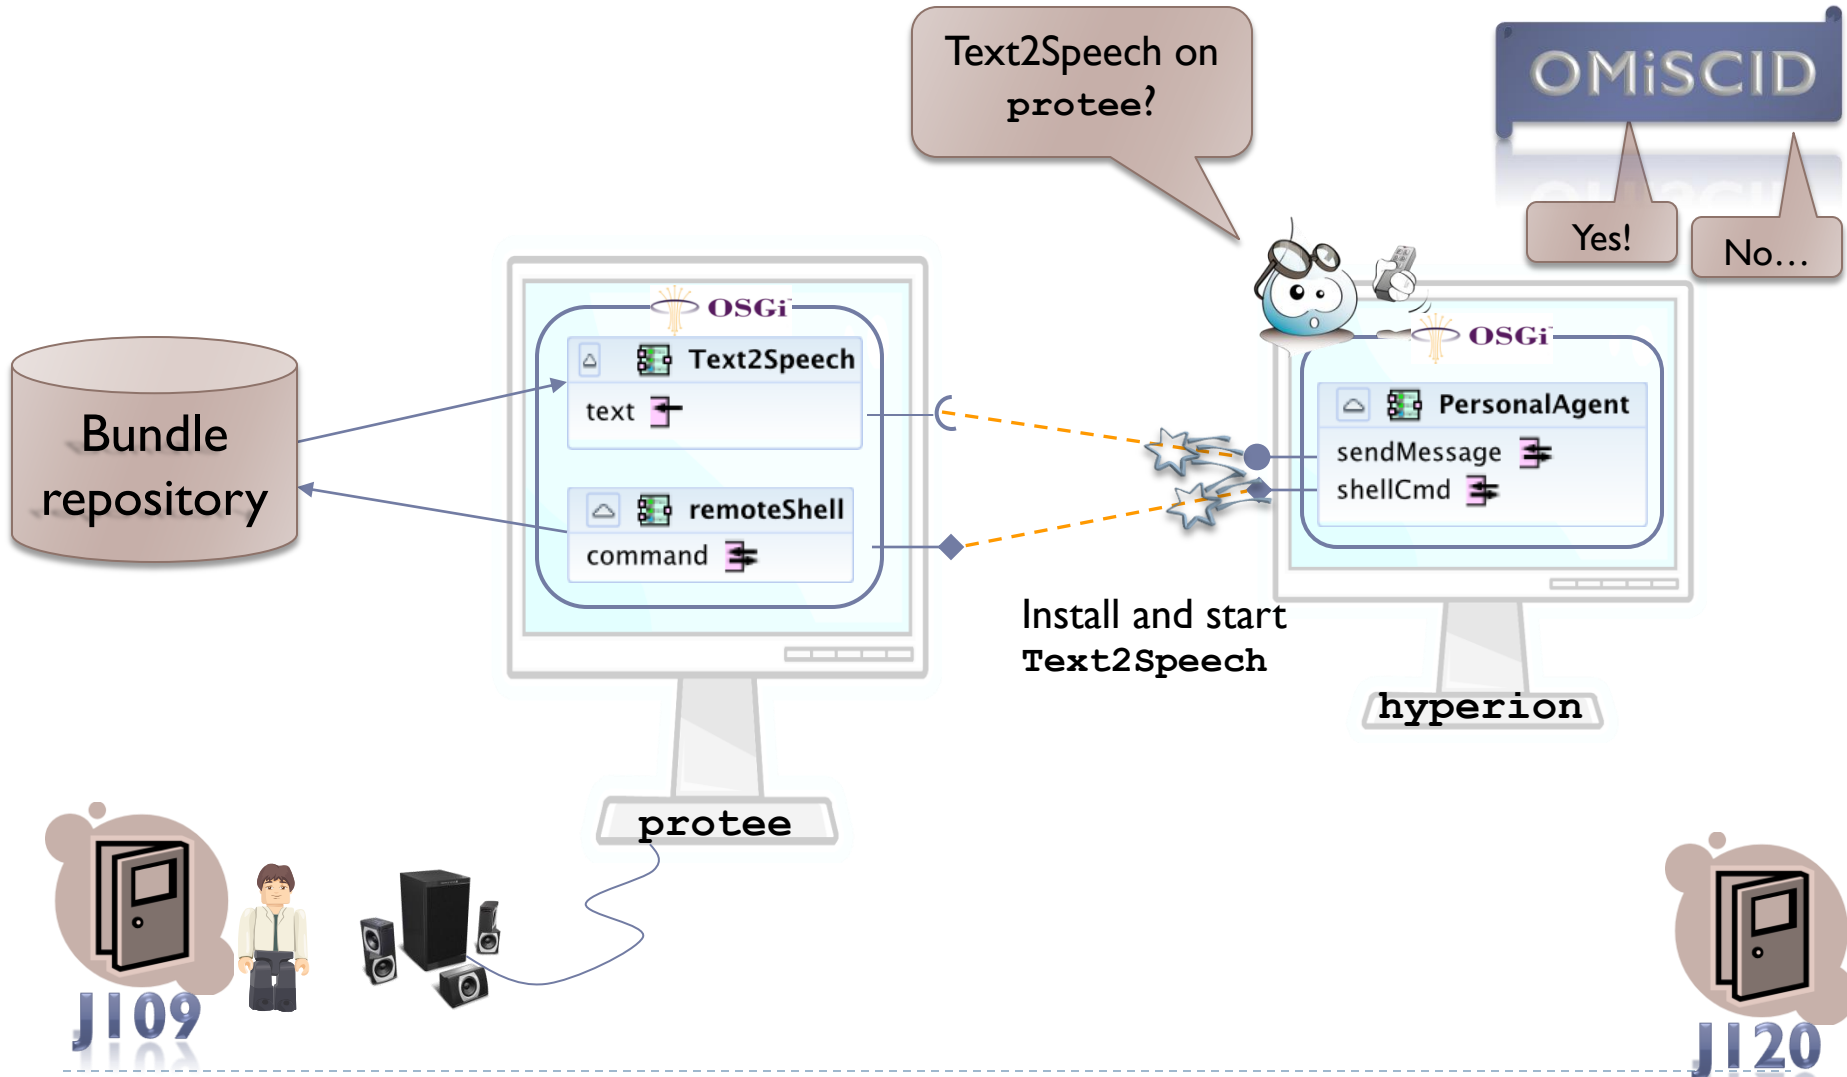 Text2Speech on
protee?
OMiSCID
Yes!
No...
OSGi
Text2Speech
text
remoteShell
command
Bundle
repository
OSGi
PersonalAgent
sendMessage
shellCmd
Install and start
Text2Speech
hyperion
protee
J109
J120